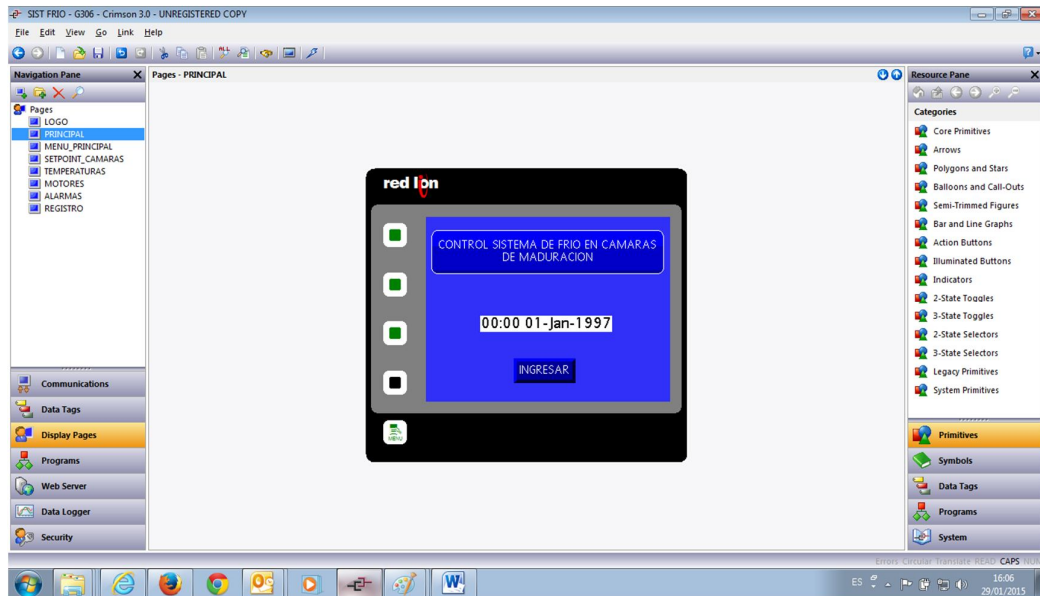 SIST FRIO - G306 - Crimson 3.0 - UNREGISTERED COPY
File Edit View Go Link Help
Navigation Pane
Pages - PRINCIPAL
Resource Pane
Pages
LOGO
PRINCIPAL
MENU_PRINCIPAL
SETPOINT_CAMARAS
TEMPERATURAS
MOTORES
ALARMAS
REGISTRO
Communications
Data Tags
Display Pages
Programs
Web Server
Data Logger
Security
red lion
CONTROL SISTEMA DE FRIO EN CAMARAS
DE MADURACION
00:00 01-Jan-1997
INGRESAR
MENU
Categories
Core Primitives
Arrows
Polygons and Stars
Balloons and Call-Outs
Semi-Trimmed Figures
Bar and Line Graphs
Action Buttons
Illuminated Buttons
Indicators
2-State Toggles
3-State Toggles
2-State Selectors
3-State Selectors
Legacy Primitives
System Primitives
Primitives
Symbols
Data Tags
Programs
System
Errors Circular Translate READ CAPS NUM
ES
16:06
29/01/2015